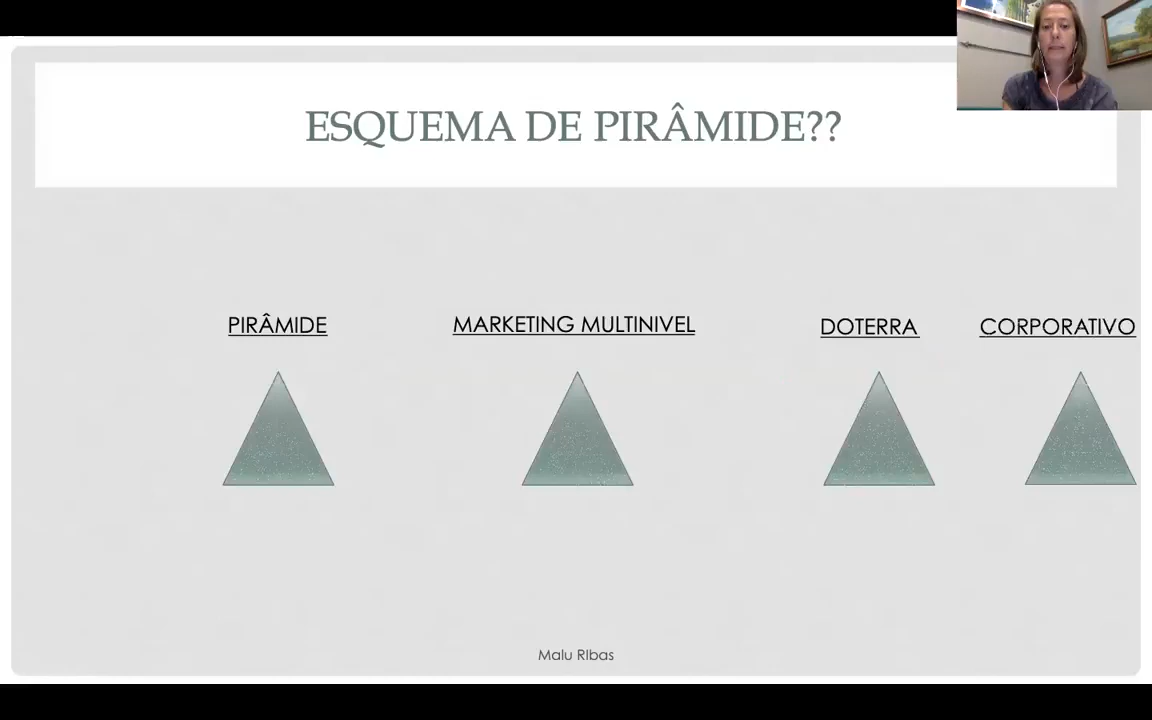 ESQUEMA DE PIRÂMIDE??
PIRÂMIDE
MARKETING MULTINIVEL
DOTERRA
CORPORATIVO
Malu RIbas